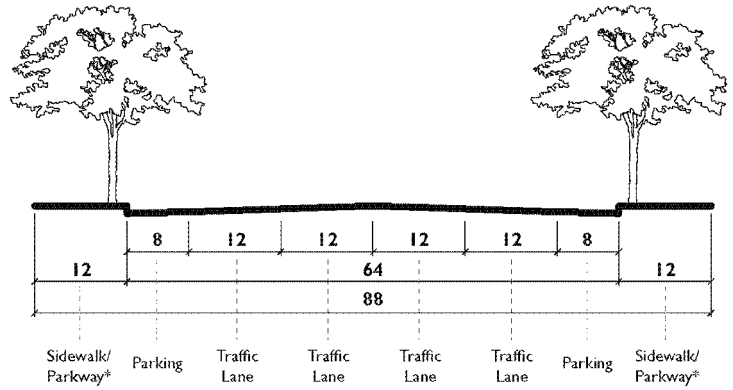 8 12 12 12 12 8
12 64 12
88
Sidewalk/ Parking Traffic Traffic Traffic Traffic Parking Sidewalk/
Parkway* Lane Lane Lane Lane Parkway*